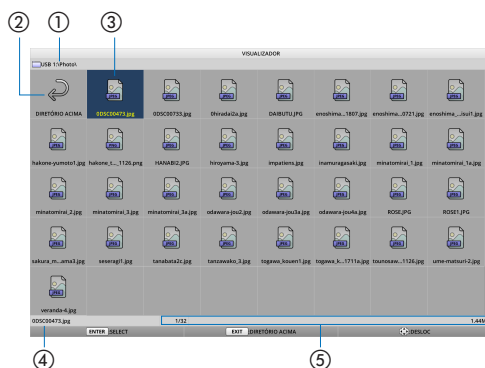 ② ① ③
VISUALIZADOR
USB 1:\Photo\
DIRETÓRIO ACIMA 0DSC00473.jpg 0DSC00733.jpg 0hiradai2a.jpg DAIBUTU.JPG enoshima...1807.jpg enoshima...0721.jpg enoshima_...isui1.jpg
hakone-yumoto1.jpg hakone_t..._1126.png HANABI2.JPG hiroyama-3.jpg impatiens.jpg inamuragasaki.jpg minatomirai_1.jpg minatomirai_1a.jpg
minatomirai_2.jpg minatomirai_3.jpg minatomirai_3a.jpg odawara-jou2.jpg odawara-jou3a.jpg odawara-jou4a.jpg ROSE.JPG ROSE1.JPG
sakura_m...ama3.jpg seseragi1.jpg tanabata2c.jpg tanzawako_3.jpg togawa_kouen1.jpg togawa_k...1711a.jpg tounosaw...1126.jpg ume-matsuri-2.jpg
veranda-4.jpg
0DSC00473.jpg 1/32 1.44M
ENTER SELECT EXIT DIRETÓRIO ACIMA DESLOC
④ ⑤